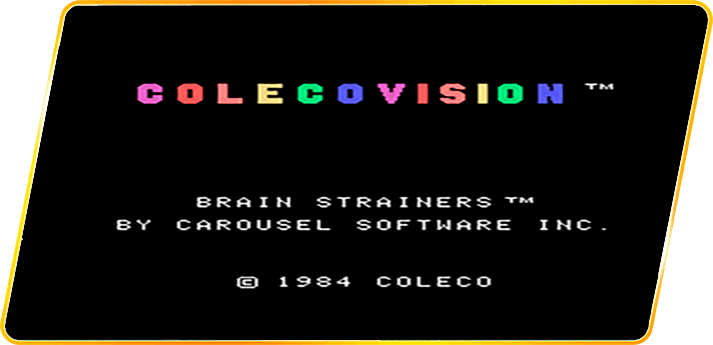 COLECOVISION™
BRAIN STRAINERS™
BY CAROUSEL SOFTWARE INC.
© 1984 COLECO